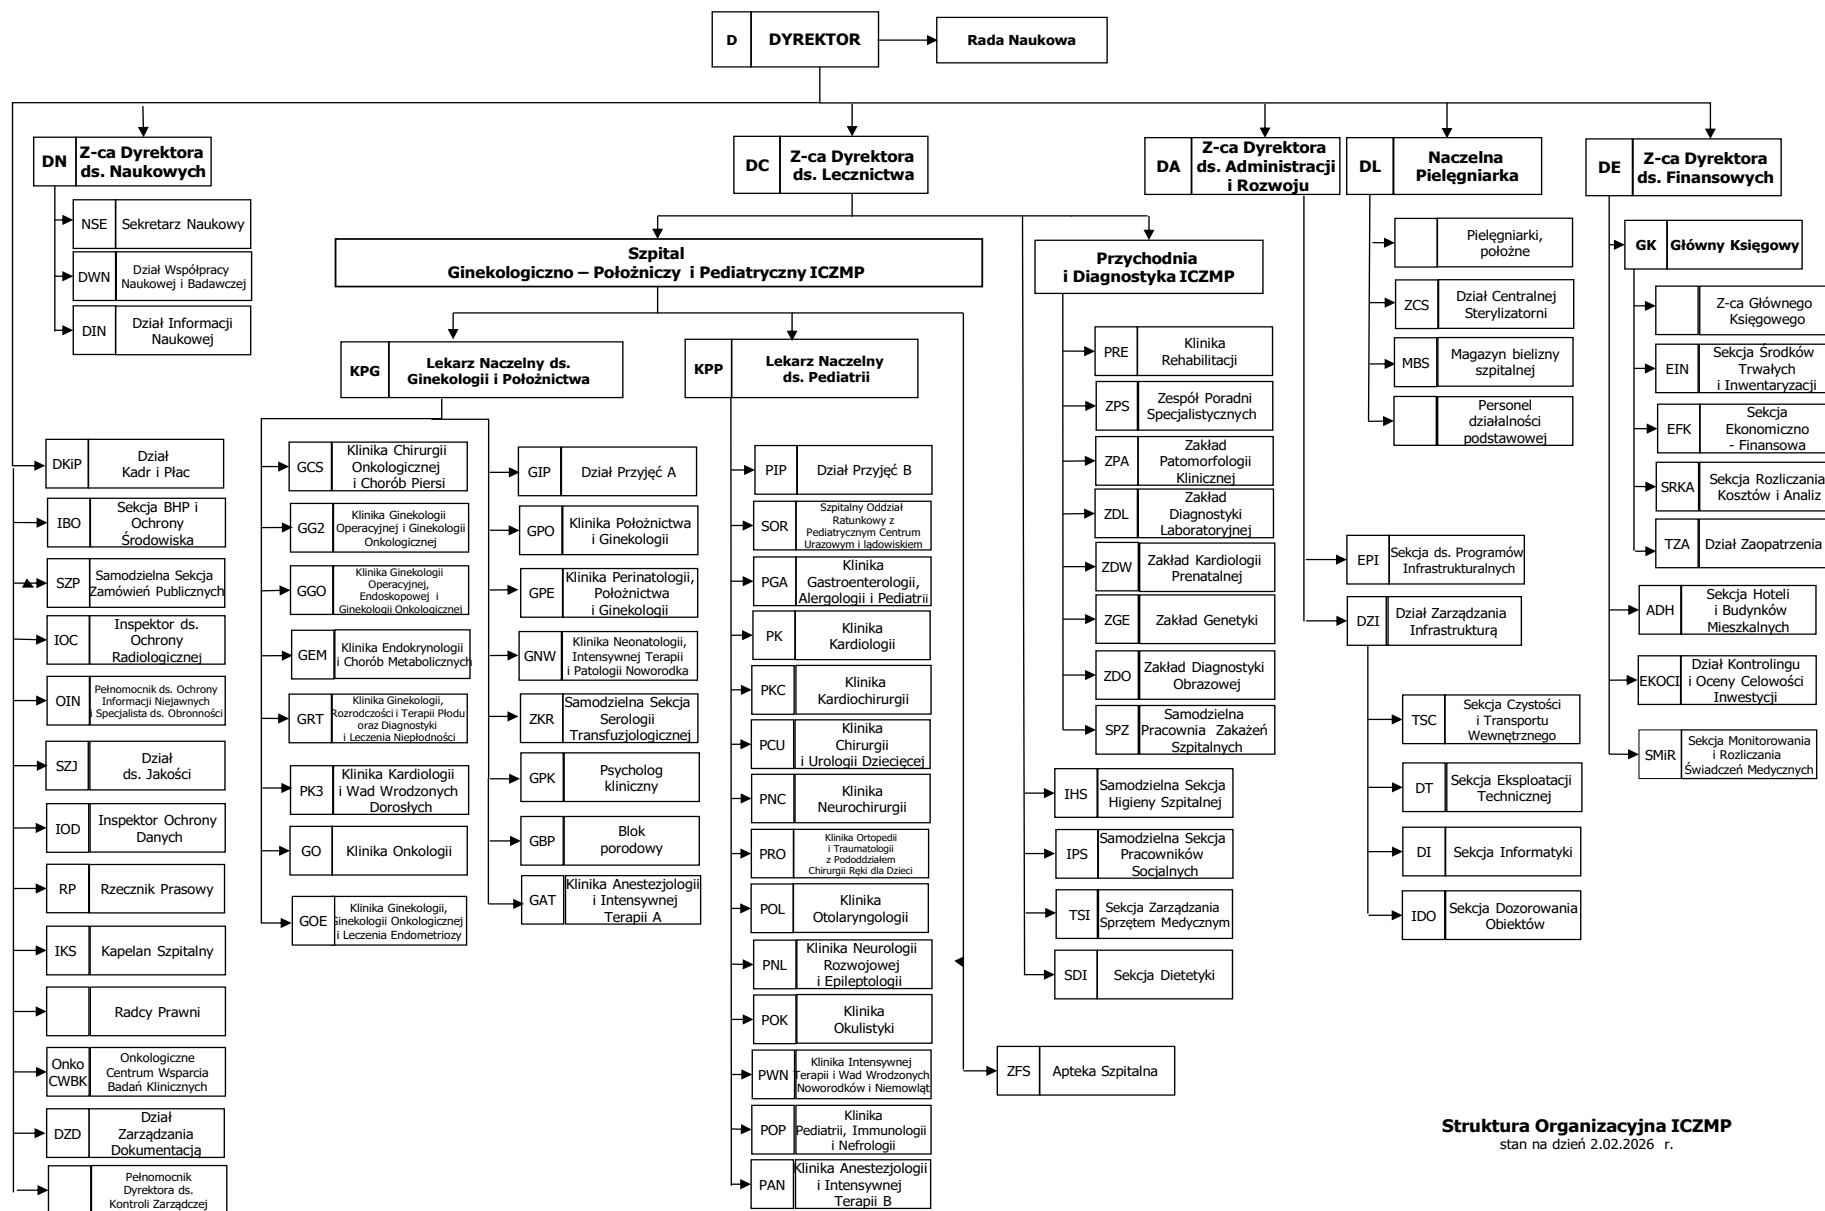 D
DYREKTOR
Rada Naukowa
DN
Z-ca Dyrektora
ds. Naukowych
NSE
Sekretarz Naukowy
DWN
Dział Współpracy
Naukowej i Badawczej
DIN
Dział Informacji
Naukowej
DC
Z-ca Dyrektora
ds. Lecznictwa
DA
Z-ca Dyrektora
ds. Administracji
i Rozwoju
DL
Naczelna
Pielęgniarka
DE
Z-ca Dyrektora
ds. Finansowych
Szpital
Ginekologiczno – Położniczy i Pediatryczny ICZMP
Przychodnia
i Diagnostyka ICZMP
KPG
Lekarz Naczelny ds.
Ginekologii i Położnictwa
KPP
Lekarz Naczelny
ds. Pediatrii
DKiP
Dział
Kadr i Płac
IBO
Sekcja BHP i
Ochrony
Środowiska
SZP
Samodzielna Sekcja
Zamówień Publicznych
IOC
Inspektor ds.
Ochrony
Radiologicznej
OIN
Pełnomocnik ds. Ochrony
Informacji Niejawnych
i Specjalista ds. Obronności
SZJ
Dział
ds. Jakości
IOD
Inspektor Ochrony
Danych
RP
Rzecznik Prasowy
IKS
Kapelan Szpitalny
Radcy Prawni
Onko
CWBK
Onkologiczne
Centrum Wsparcia
Badań Klinicznych
DZD
Dział
Zarządzania
Dokumentacją
Pełnomocnik
Dyrektora ds.
Kontroli Zarządczej
GCS
Klinika Chirurgii
Onkologicznej
i Chorób Piersi
GG2
Klinika Ginekologii
Operacyjnej i Ginekologii
Onkologicznej
GGO
Klinika Ginekologii
Operacyjnej,
Endoskopowej i
Ginekologii Onkologicznej
GEM
Klinika Endokrynologii
i Chorób Metabolicznych
GRT
Klinika Ginekologii,
Rozrodczości i Terapii Płodu
oraz Diagnostyki
i Leczenia Niepłodności
PK3
Klinika Kardiologii
i Wad Wrodzonych
Dorosłych
GO
Klinika Onkologii
GOE
Klinika Ginekologii,
Ginekologii Onkologicznej
i Leczenia Endometriozy
GIP
Dział Przyjęć A
GPO
Klinika Położnictwa
i Ginekologii
GPE
Klinika Perinatologii,
Położnictwa
i Ginekologii
GNW
Klinika Neonatologii,
Intensywnej Terapii
i Patologii Noworodka
ZKR
Samodzielna Sekcja
Serologii
Transfuzjologicznej
GPK
Psycholog
kliniczny
GBP
Blok
porodowy
GAT
Klinika Anestezjologii
i Intensywnej
Terapii A
PIP
Dział Przyjęć B
SOR
Szpitalny Oddział
Ratunkowy z
Pediatrycznym Centrum
Urazowym i lądowiskiem
PGA
Klinika
Gastroenterologii,
Alergologii i Pediatrii
PK
Klinika
Kardiologii
PKC
Klinika
Kardiochirurgii
PCU
Klinika
Chirurgii
i Urologii Dziecięcej
PNC
Klinika
Neurochirurgii
PRO
Klinika Ortopedii
i Traumatologii
z Pododdziałem
Chirurgii Ręki dla Dzieci
POL
Klinika
Otolaryngologii
PNL
Klinika Neurologii
Rozwojowej
i Epileptologii
POK
Klinika
Okulistyki
PWN
Klinika Intensywnej
Terapii i Wad Wrodzonych
Noworodków i Niemowląt
POP
Klinika
Pediatrii, Immunologii
i Nefrologii
PAN
Klinika Anestezjologii
i Intensywnej
Terapii B
PRE
Klinika
Rehabilitacji
ZPS
Zespół Poradni
Specjalistycznych
ZPA
Zakład
Patomorfologii
Klinicznej
ZDL
Zakład
Diagnostyki
Laboratoryjnej
ZDW
Zakład Kardiologii
Prenatalnej
ZGE
Zakład Genetyki
ZDO
Zakład Diagnostyki
Obrazowej
SPZ
Samodzielna
Pracownia Zakażeń
Szpitalnych
IHS
Samodzielna Sekcja
Higieny Szpitalnej
IPS
Samodzielna Sekcja
Pracowników
Socjalnych
TSI
Sekcja Zarządzania
Sprzętem Medycznym
SDI
Sekcja Dietetyki
ZFS
Apteka Szpitalna
Pielęgniarki,
położne
ZCS
Dział Centralnej
Sterylizatorni
MBS
Magazyn bielizny
szpitalnej
Personel
działalności
podstawowej
EPI
Sekcja ds. Programów
Infrastrukturalnych
DZI
Dział Zarządzania
Infrastrukturą
TSC
Sekcja Czystości
i Transportu
Wewnętrznego
DT
Sekcja Eksploatacji
Technicznej
DI
Sekcja Informatyki
IDO
Sekcja Dozorowania
Obiektów
GK
Główny Księgowy
Z-ca Głównego
Księgowego
EIN
Sekcja Środków
Trwałych
i Inwentaryzacji
EFK
Sekcja
Ekonomiczno
- Finansowa
SRKA
Sekcja Rozliczania
Kosztów i Analiz
TZA
Dział Zaopatrzenia
ADH
Sekcja Hoteli
i Budynków
Mieszkalnych
EKOCI
Dział Kontrolingu
i Oceny Celowości
Inwestycji
SMiR
Sekcja Monitorowania
i Rozliczania
Świadczeń Medycznych
Struktura Organizacyjna ICZMP
stan na dzień 2.02.2026 r.